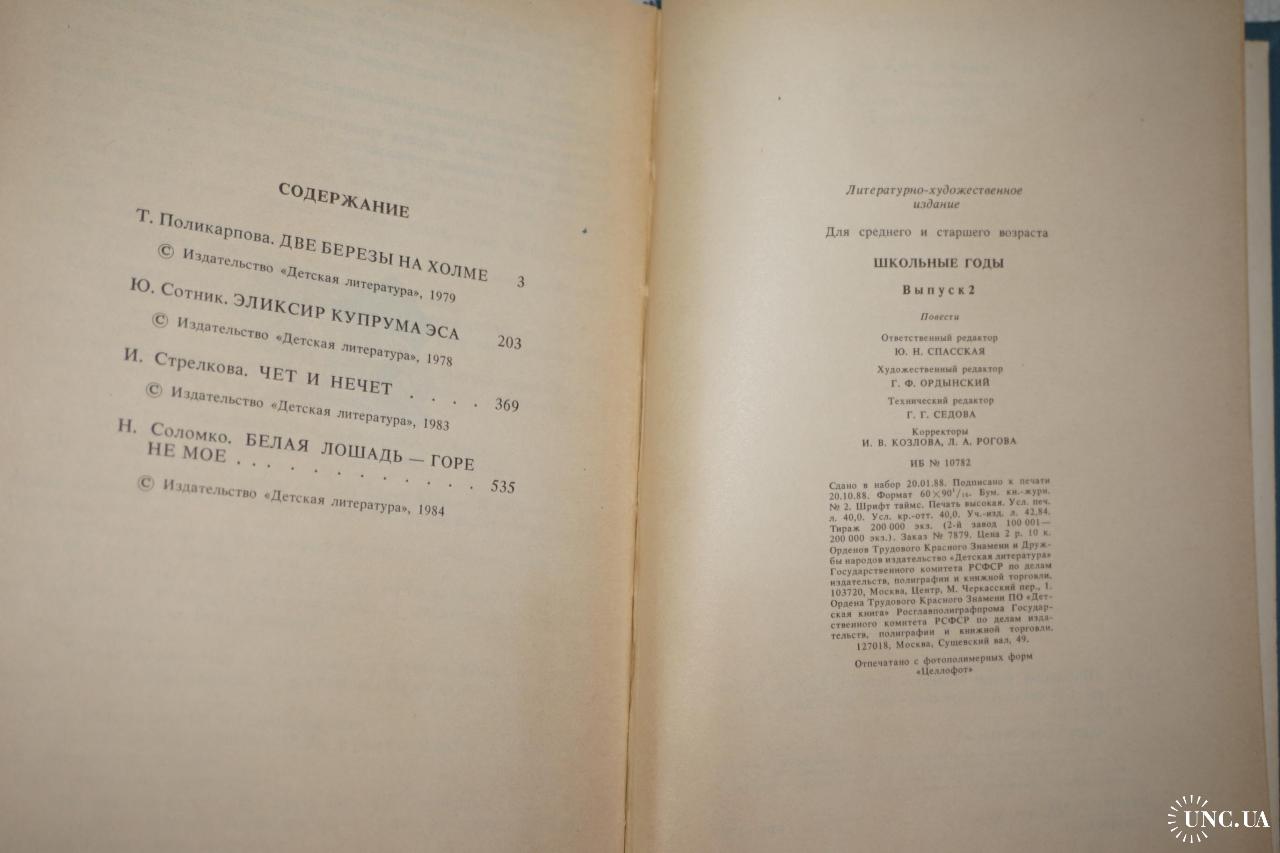 СОДЕРЖАНИЕ
Т. Поликарпова. ДВЕ БЕРЕЗЫ НА ХОЛМЕ 3
© Издательство «Детская литература», 1979
Ю. Сотник. ЭЛИКСИР КУПРУМА ЭСА 203
© Издательство «Детская литература», 1978
И. Стрелкова. ЧЕТ И НЕЧЕТ . . . . 369
© Издательство «Детская литература», 1983
Н. Соломко. БЕЛАЯ ЛОШАДЬ — ГОРЕ
НЕ МОЕ . . . . . . . . . . 535
© Издательство «Детская литература», 1984
Литературно-художественное
издание
Для среднего и старшего возраста
ШКОЛЬНЫЕ ГОДЫ
Выпуск 2
Повести
Ответственный редактор
Ю. Н. СПАССКАЯ
Художественный редактор
Г. Ф. ОРДЫНСКИЙ
Технический редактор
Г. Г. СЕДОВА
Корректоры
И. В. КОЗЛОВА, Л. А. РОГОВА
ИБ № 10782
Сдано в набор 20.01.88. Подписано к печати
20.10.88. Формат 60×90¹/₁₆. Бум. кн.-журн.
№ 2. Шрифт таймс. Печать высокая. Усл. печ.
л. 40,0. Усл. кр.-отт. 40,0. Уч.-изд. л. 42,84.
Тираж 200 000 экз. (2-й завод 100 001—
200 000 экз.). Заказ № 7879. Цена 2 р. 10 к.
Орденов Трудового Красного Знамени и Друж-
бы народов издательство «Детская литература»
Государственного комитета РСФСР по делам
издательств, полиграфии и книжной торговли.
103720, Москва, Центр, М. Черкасский пер., 1.
Ордена Трудового Красного Знамени ПО «Дет-
ская книга» Росглавполиграфпрома Государ-
ственного комитета РСФСР по делам изда-
тельств, полиграфии и книжной торговли.
127018, Москва, Сущевский вал, 49.
Отпечатано с фотополимерных форм
«Целлофот»
UNC.UA